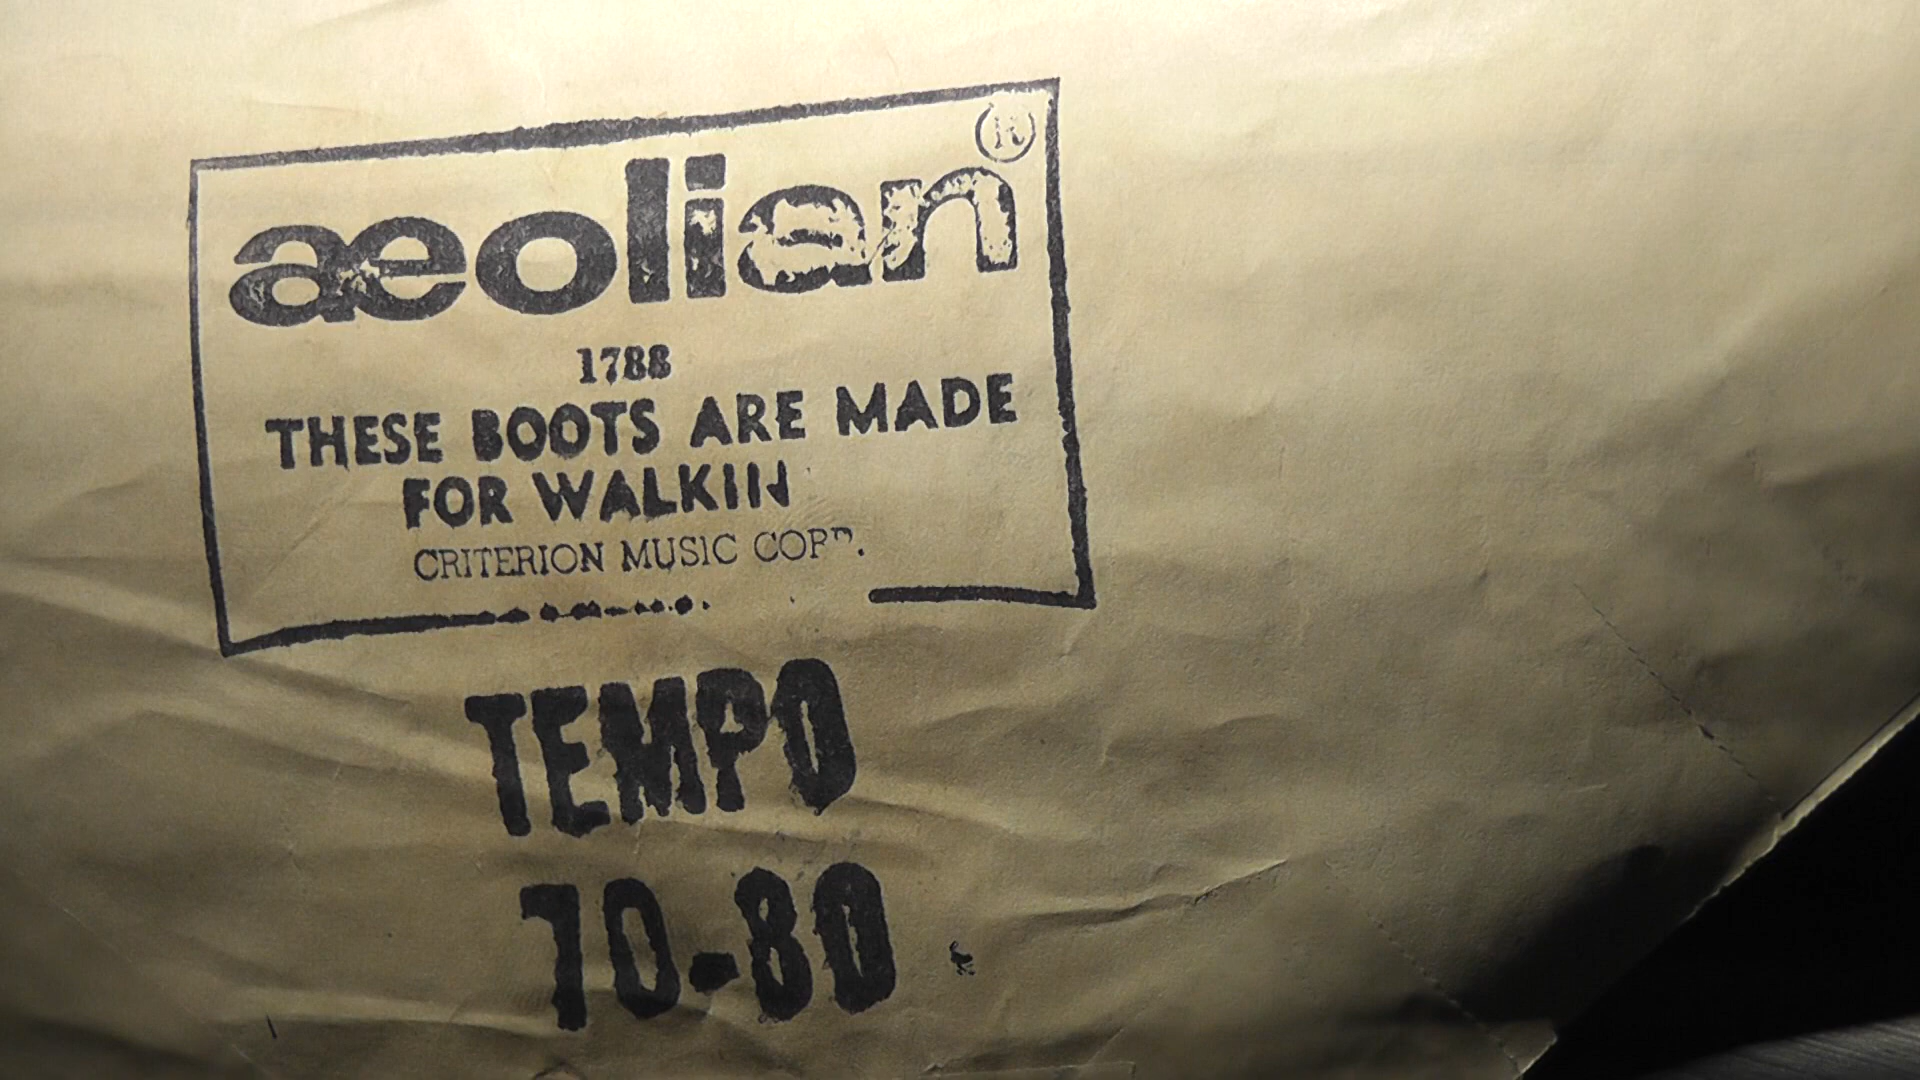 aeolian ®
1788
THESE BOOTS ARE MADE
FOR WALKIN
CRITERION MUSIC CORP.
TEMPO
70-80